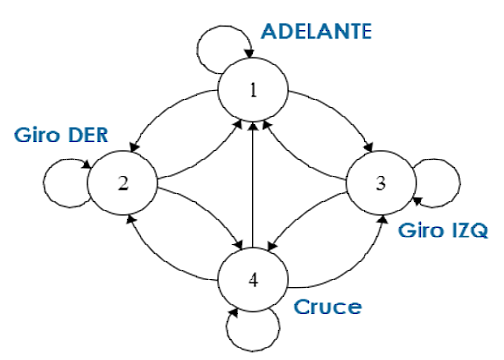 ADELANTE
1
Giro DER
2
3
Giro IZQ
4
Cruce